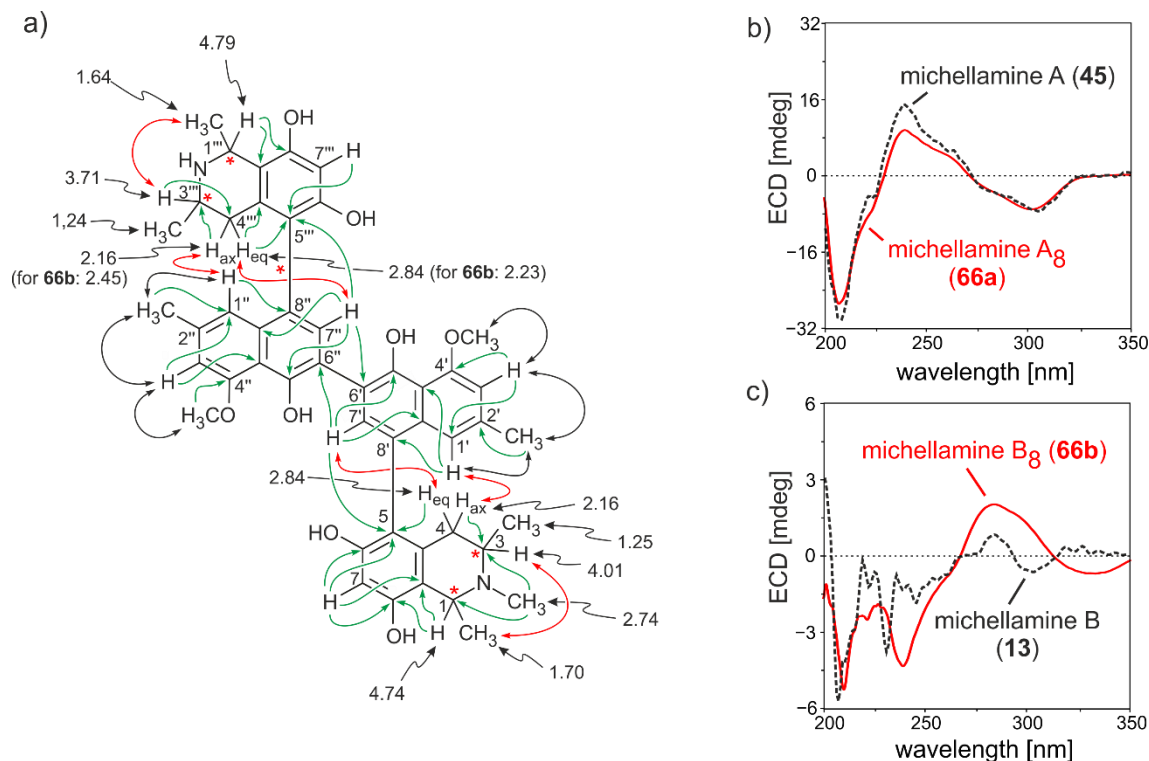 a)
4.79
1.64
H₃C
H
OH
1'''
HN
*
7'''
H
3.71
H
3'''
*
OH
1,24
H₃C
4'''
5'''
2.16
(for 66b: 2.45)
Hax
Heq
2.84 (for 66b: 2.23)
*
H
H
1''
8''
H₃C
2''
7''
6''
OH
OCH₃
4'
H
H
4''
H₃CO
OH
6'
7'
2'
CH₃
H
8'
1'
H
2.84
Heq
Hax
2.16
5
4
CH₃
1.25
HO
3
*
H
4.01
H
7
*
N
1
CH₃
2.74
OH
H
CH₃
4.74
1.70
b)
ECD [mdeg]
16
0
-16
-32
michellamine A (45)
michellamine A₈
(66a)
200
250
300
350
wavelength [nm]
c)
ECD [mdeg]
6
3
0
-3
-6
michellamine B₈ (66b)
michellamine B
(13)
200
250
300
350
wavelength [nm]